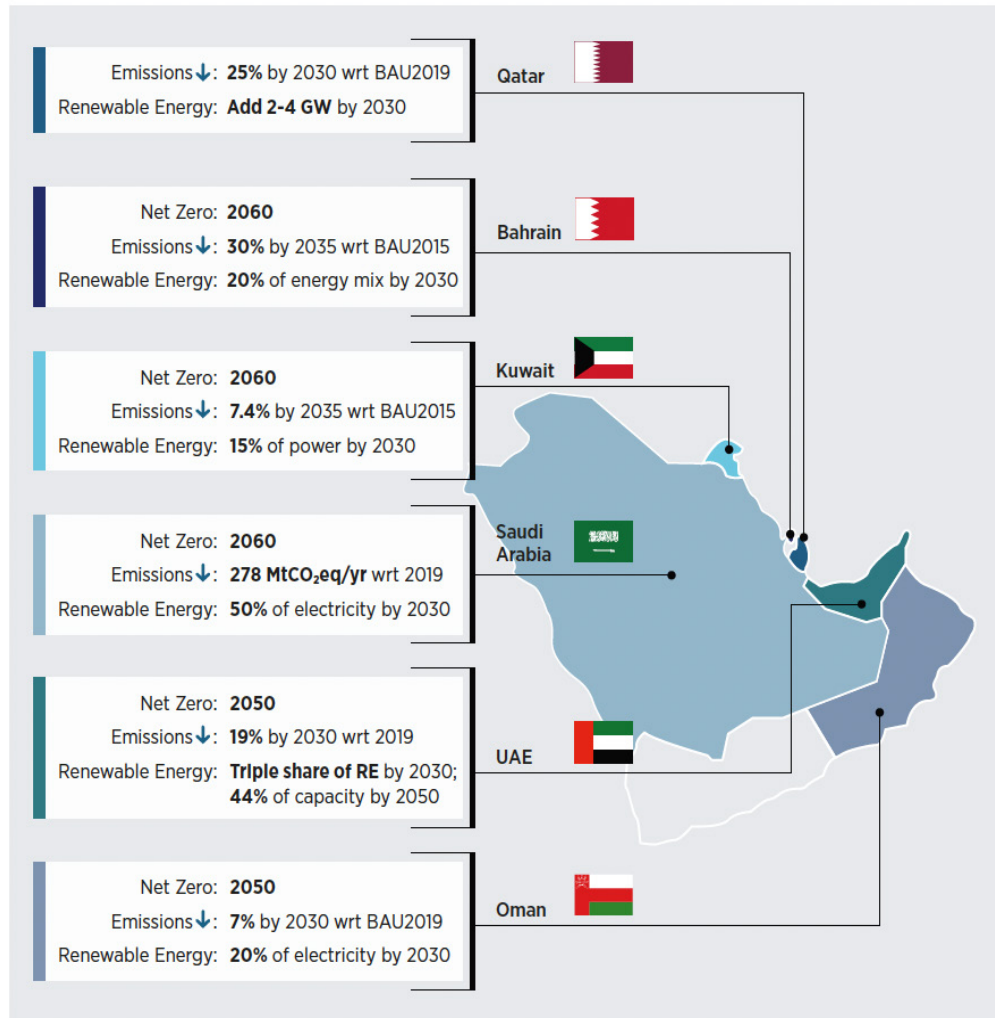 Emissions↓: 25% by 2030 wrt BAU2019
Renewable Energy: Add 2-4 GW by 2030
Qatar
Net Zero: 2060
Emissions↓: 30% by 2035 wrt BAU2015
Renewable Energy: 20% of energy mix by 2030
Bahrain
Net Zero: 2060
Emissions↓: 7.4% by 2035 wrt BAU2015
Renewable Energy: 15% of power by 2030
Kuwait
Net Zero: 2060
Emissions↓: 278 MtCO₂eq/yr wrt 2019
Renewable Energy: 50% of electricity by 2030
Saudi
Arabia
Net Zero: 2050
Emissions↓: 19% by 2030 wrt 2019
Renewable Energy: Triple share of RE by 2030;
44% of capacity by 2050
UAE
Net Zero: 2050
Emissions↓: 7% by 2030 wrt BAU2019
Renewable Energy: 20% of electricity by 2030
Oman